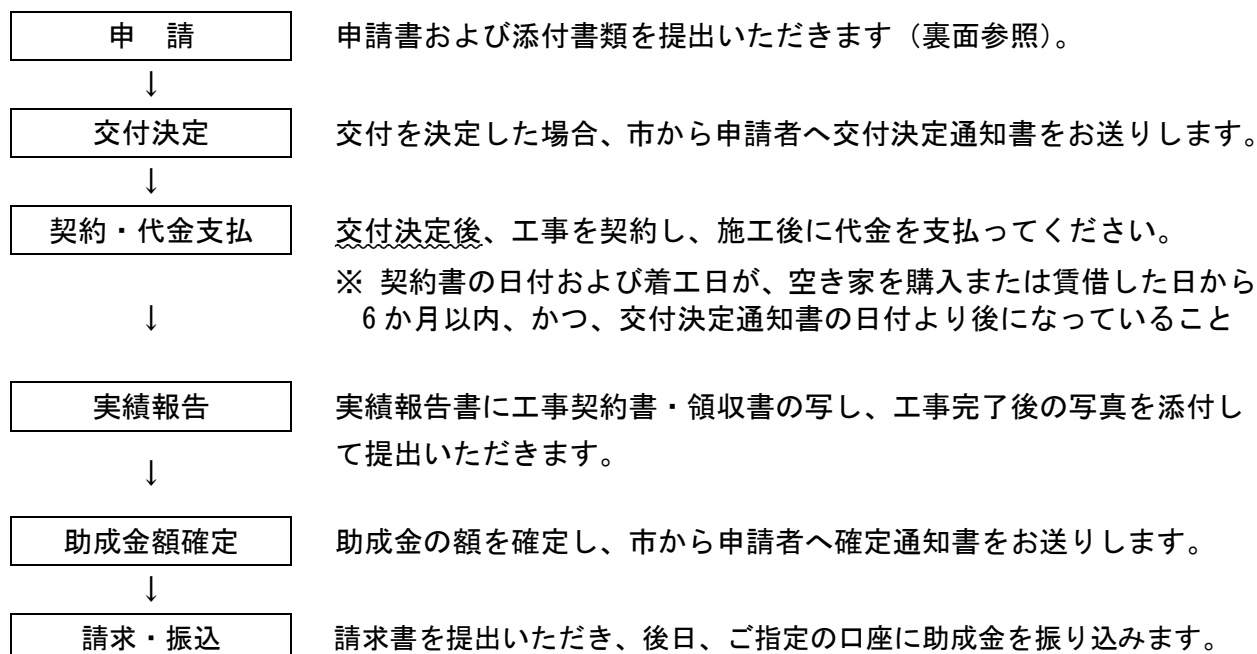 申　請　申請書および添付書類を提出いただきます（裏面参照）。
↓
交付決定　交付を決定した場合、市から申請者へ交付決定通知書をお送りします。
↓
契約・代金支払　交付決定後、工事を契約し、施工後に代金を支払ってください。
※ 契約書の日付および着工日が、空き家を購入または賃借した日から
↓　6か月以内、かつ、交付決定通知書の日付より後になっていること
実績報告　実績報告書に工事契約書・領収書の写し、工事完了後の写真を添付し
て提出いただきます。
↓
助成金額確定　助成金の額を確定し、市から申請者へ確定通知書をお送りします。
↓
請求・振込　請求書を提出いただき、後日、ご指定の口座に助成金を振り込みます。